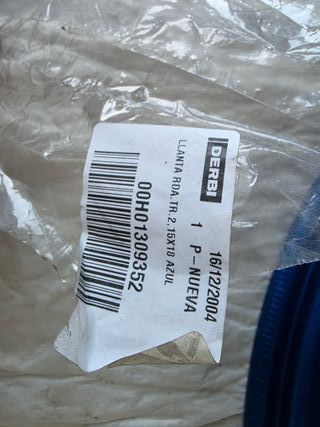 DERBI
16/12/2004
1 P-NUEVA
LLANTA RDA.TR.2,15X18 AZUL
00H01309352